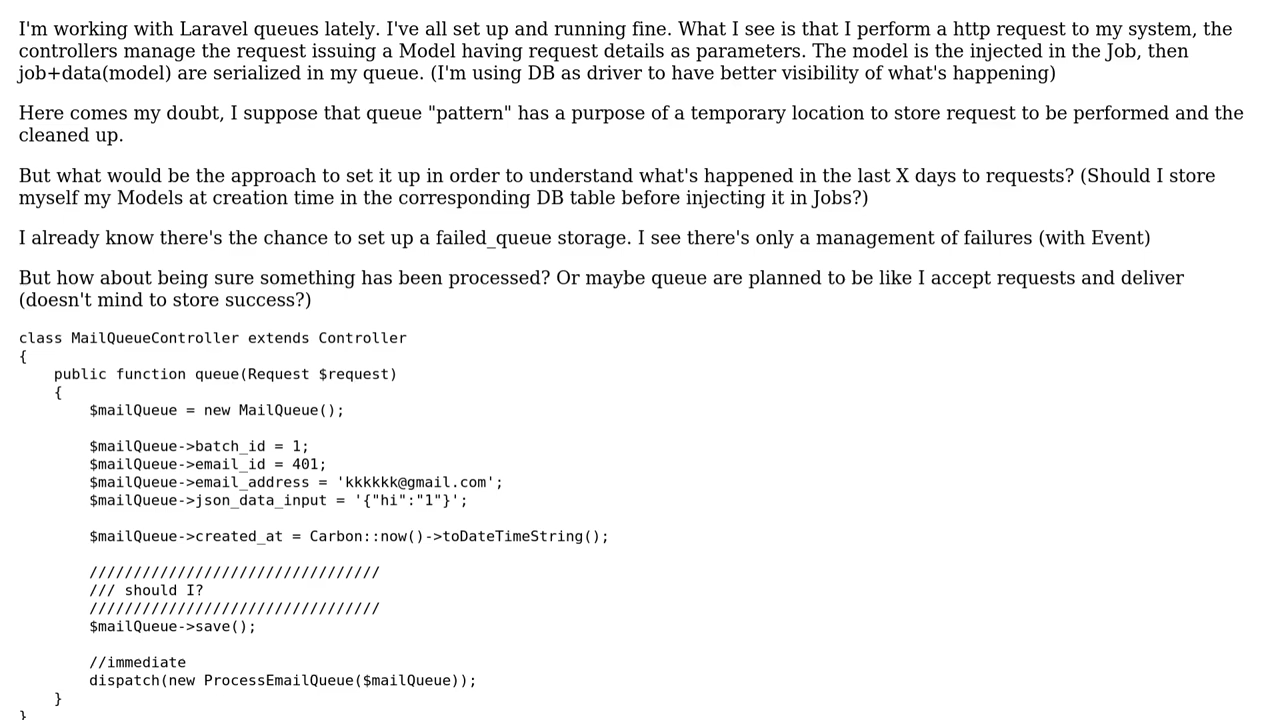 I'm working with Laravel queues lately. I've all set up and running fine. What I see is that I perform a http request to my system, the
controllers manage the request issuing a Model having request details as parameters. The model is the injected in the Job, then
job+data(model) are serialized in my queue. (I'm using DB as driver to have better visibility of what's happening)
Here comes my doubt, I suppose that queue "pattern" has a purpose of a temporary location to store request to be performed and the
cleaned up.
But what would be the approach to set it up in order to understand what's happened in the last X days to requests? (Should I store
myself my Models at creation time in the corresponding DB table before injecting it in Jobs?)
I already know there's the chance to set up a failed_queue storage. I see there's only a management of failures (with Event)
But how about being sure something has been processed? Or maybe queue are planned to be like I accept requests and deliver
(doesn't mind to store success?)
class MailQueueController extends Controller
{
    public function queue(Request $request)
    {
        $mailQueue = new MailQueue();
        $mailQueue->batch_id = 1;
        $mailQueue->email_id = 401;
        $mailQueue->email_address = 'kkkkkk@gmail.com';
        $mailQueue->json_data_input = '{"hi":"1"}';
        $mailQueue->created_at = Carbon::now()->toDateTimeString();
        /////////////////////////////////
        /// should I?
        /////////////////////////////////
        $mailQueue->save();
        //immediate
        dispatch(new ProcessEmailQueue($mailQueue));
    }
}